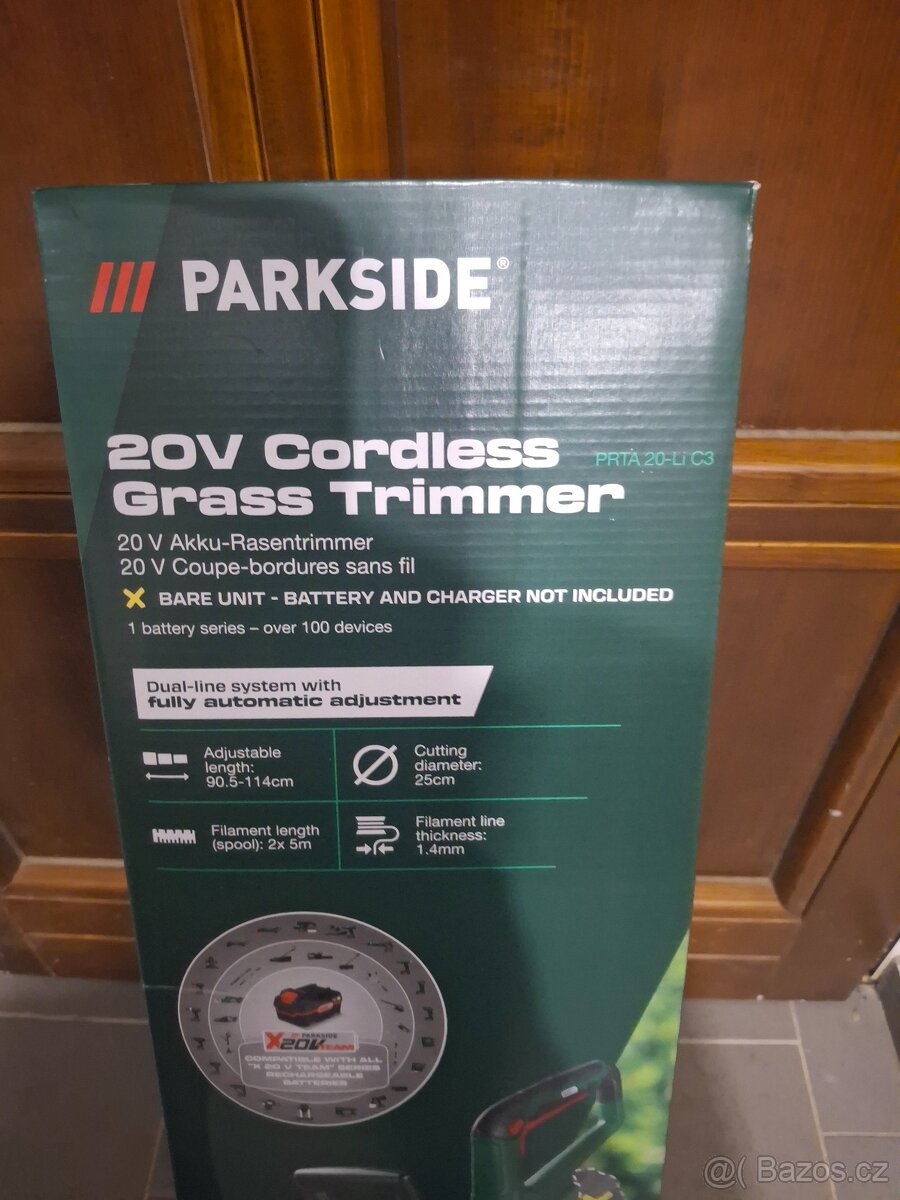 PARKSIDE®
20V Cordless
Grass Trimmer
PRTA 20-Li C3
20 V Akku-Rasentrimmer
20 V Coupe-bordures sans fil
BARE UNIT - BATTERY AND CHARGER NOT INCLUDED
1 battery series – over 100 devices
Dual-line system with
fully automatic adjustment
Adjustable
length:
90.5-114cm
Cutting
diameter:
25cm
Filament length
(spool): 2x 5m
Filament line
thickness:
1.4mm
PARKSIDE
X20VTEAM
COMPATIBLE WITH ALL
"X 20 V TEAM" SERIES
RECHARGEABLE
BATTERIES
@( Bazos.cz